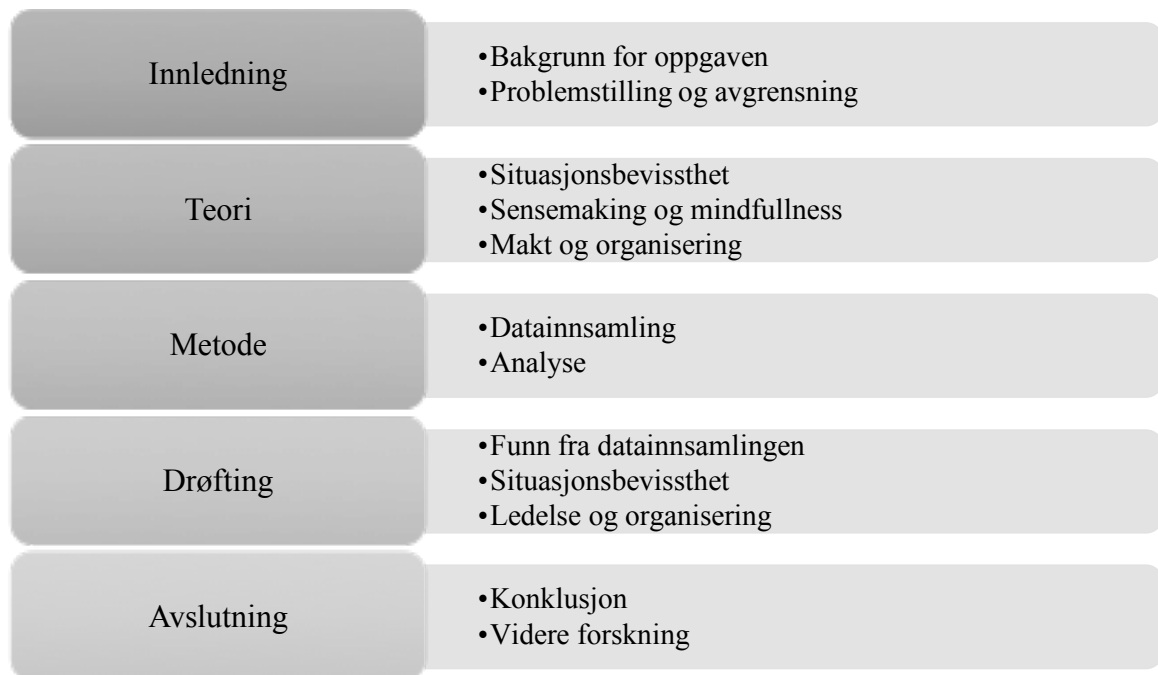 Innledning
•Bakgrunn for oppgaven
•Problemstilling og avgrensning
Teori
•Situasjonsbevissthet
•Sensemaking og mindfullness
•Makt og organisering
Metode
•Datainnsamling
•Analyse
Drøfting
•Funn fra datainnsamlingen
•Situasjonsbevissthet
•Ledelse og organisering
Avslutning
•Konklusjon
•Videre forskning